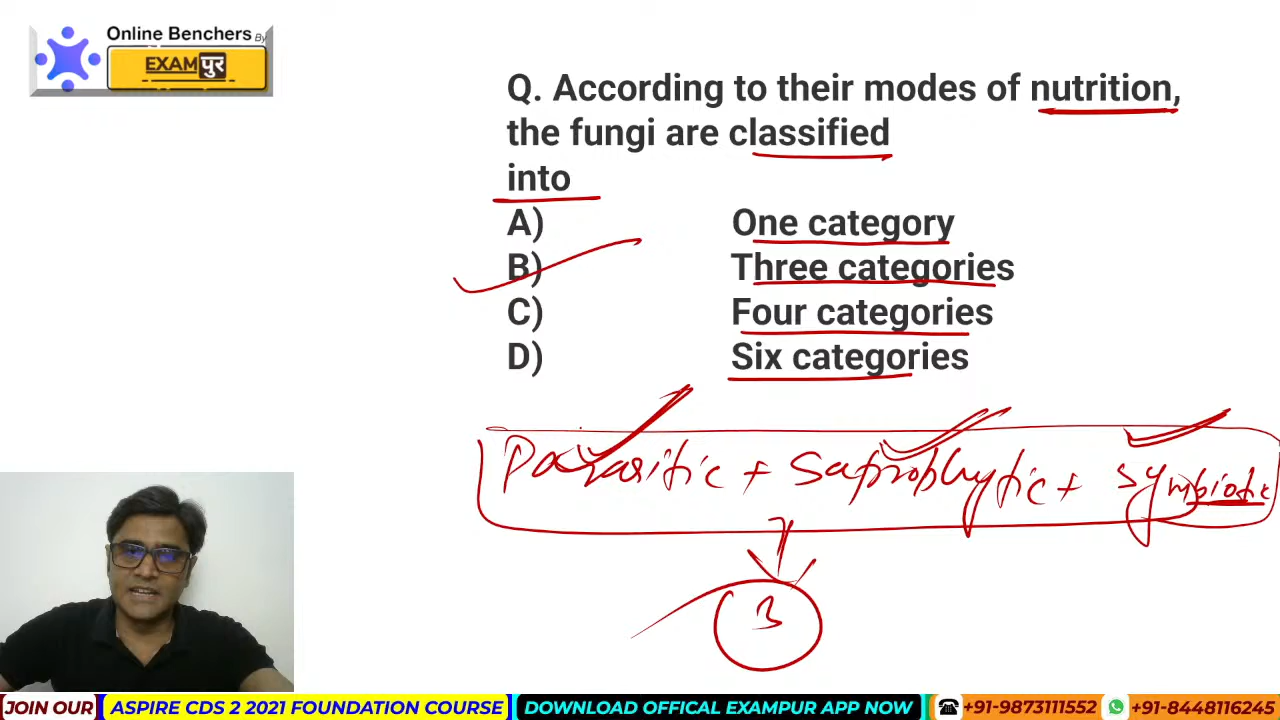 Online Benchers By
EXAMपुर
Q. According to their modes of nutrition,
the fungi are classified
into
A) One category
B) Three categories
C) Four categories
D) Six categories
Parasitic + Saprophytic + Symbiotic
3
JOIN OUR ASPIRE CDS 2 2021 FOUNDATION COURSE DOWNLOAD OFFICAL EXAMPUR APP NOW +91-9873111552 +91-8448116245